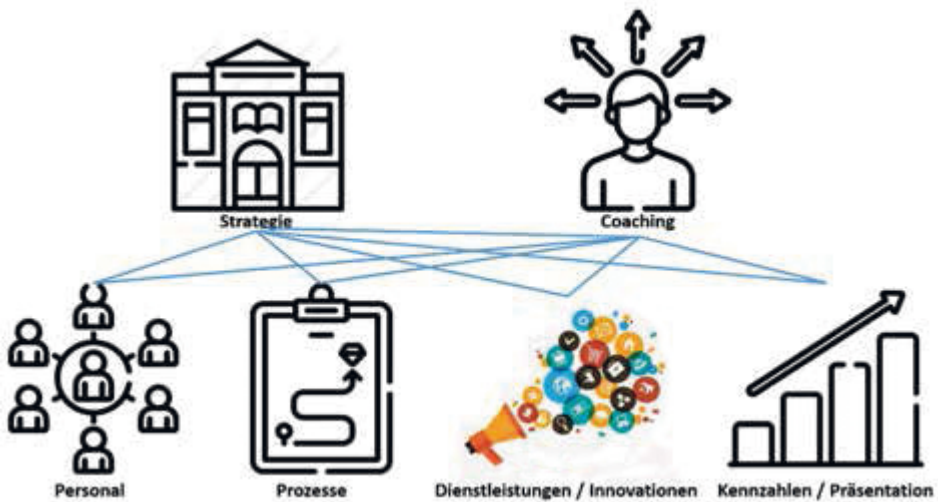 Strategie
Coaching
Personal
Prozesse
Dienstleistungen / Innovationen
Kennzahlen / Präsentation